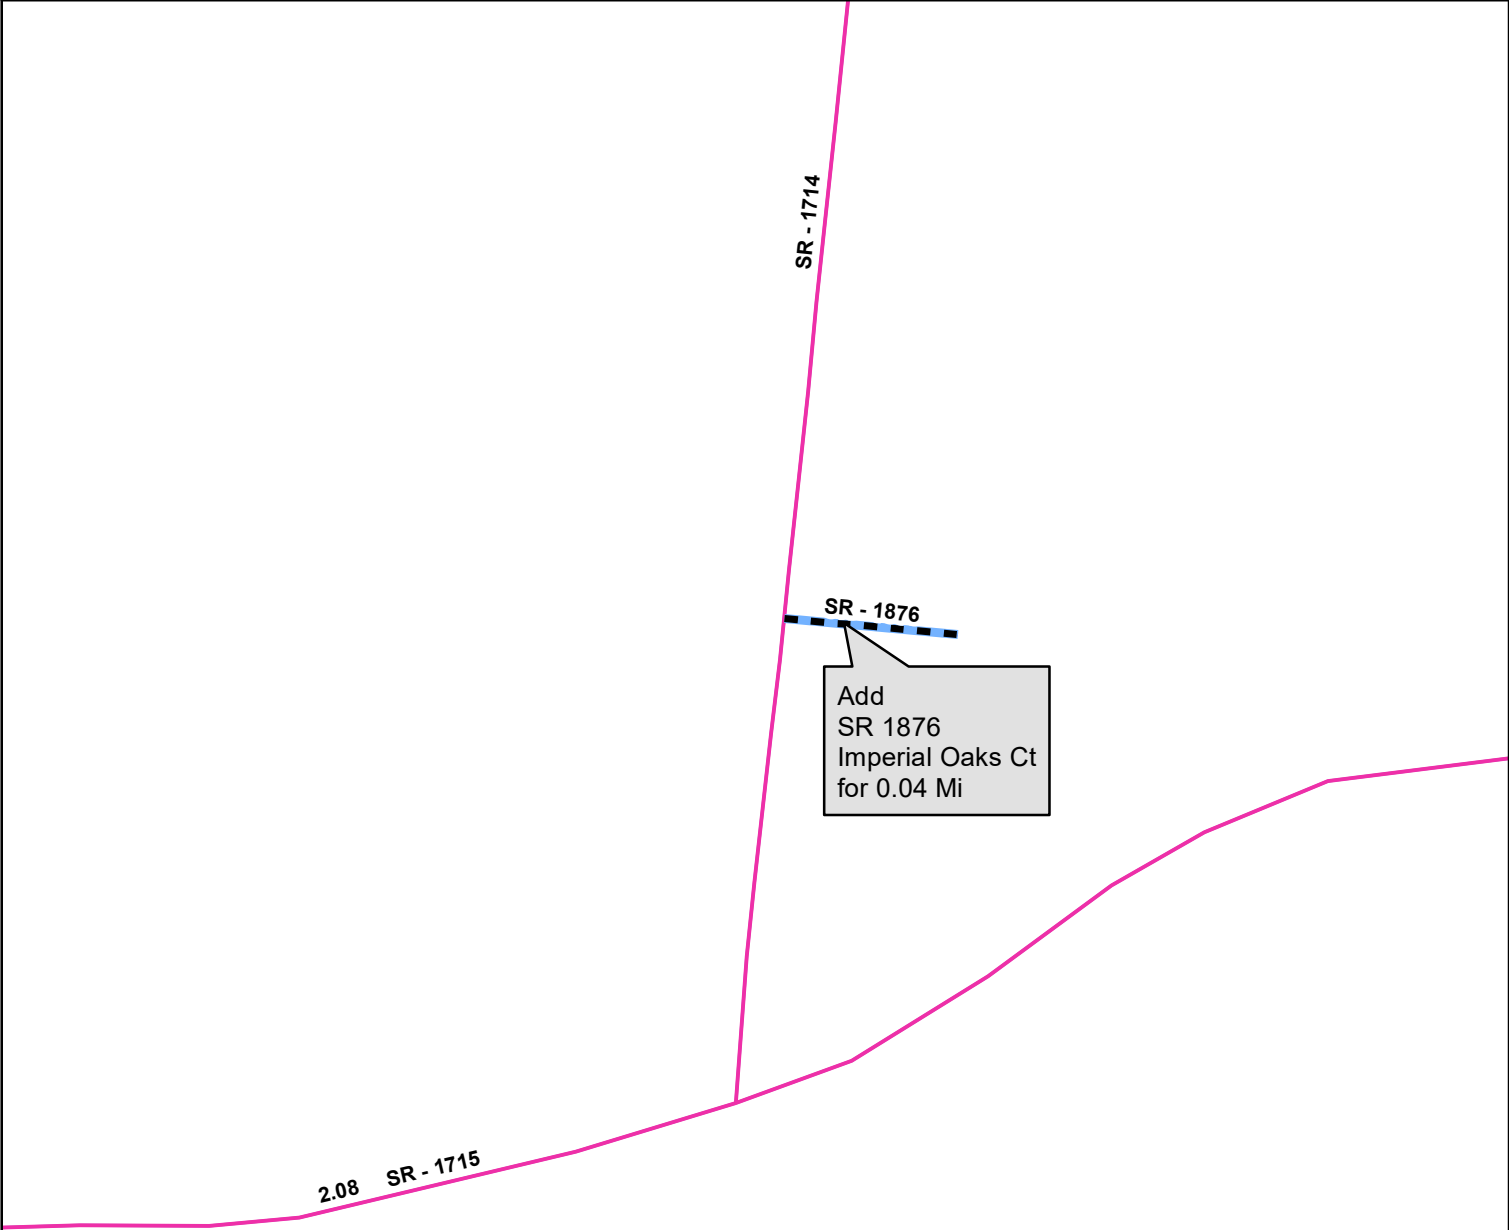 SR - 1714
SR - 1876
Add
SR 1876
Imperial Oaks Ct
for 0.04 Mi
2.08 SR - 1715